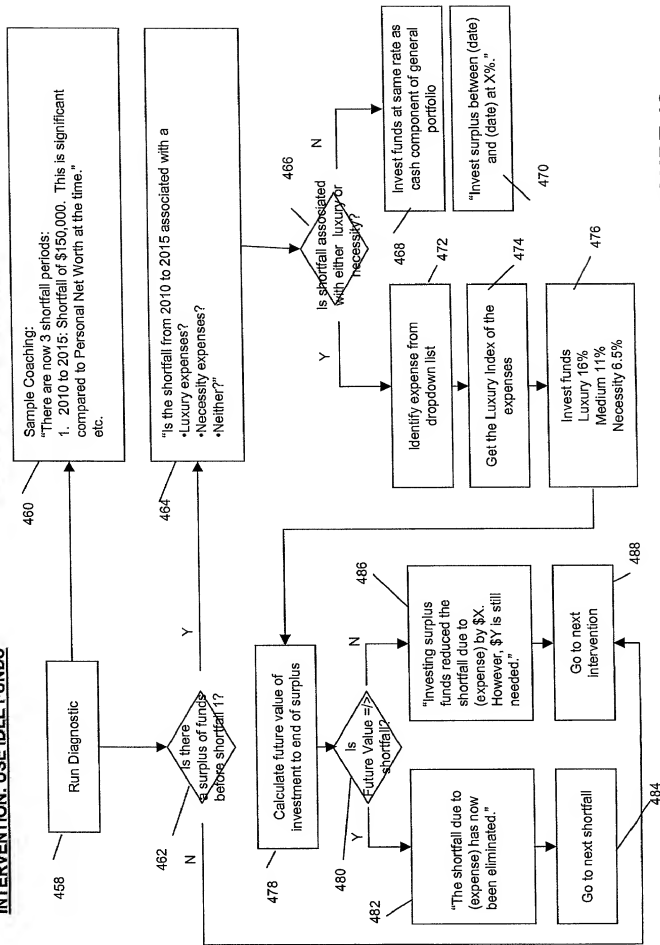 INTERVENTION: USE IDLE FUNDS
458
Run Diagnostic
460
Sample Coaching:
"There are now 3 shortfall periods:
1. 2010 to 2015: Shortfall of $150,000. This is significant
compared to Personal Net Worth at the time."
etc.
462
Is there
a surplus of funds
before shortfall 1?
Y
N
464
"Is the shortfall from 2010 to 2015 associated with a
•Luxury expenses?
•Necessity expenses?
•Neither?"
466
Is shortfall associated
with either luxury or
necessity?
Y
N
468
Invest funds at same rate as
cash component of general
portfolio
"Invest surplus between (date)
and (date) at X%."
470
472
Identify expense from
dropdown list
474
Get the Luxury Index of the
expenses
476
Invest funds
Luxury 16%
Medium 11%
Necessity 6.5%
478
Calculate future value of
investment to end of surplus
480
Is
Future Value =/>
shortfall?
Y
N
482
"The shortfall due to
(expense) has now
been eliminated."
Go to next shortfall
484
486
"Investing surplus
funds reduced the
shortfall due to
(expense) by $X.
However, $Y is still
needed."
488
Go to next
intervention